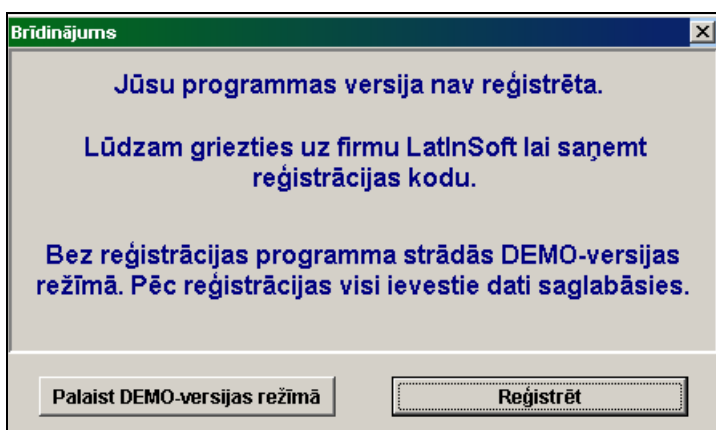 Brīdinājums
Jūsu programmas versija nav reģistrēta.
Lūdzam griezties uz firmu LatInSoft lai saņemt
reģistrācijas kodu.
Bez reģistrācijas programma strādās DEMO-versijas
režīmā. Pēc reģistrācijas visi ievestie dati saglabāsies.
Palaist DEMO-versijas režīmā
Reģistrēt